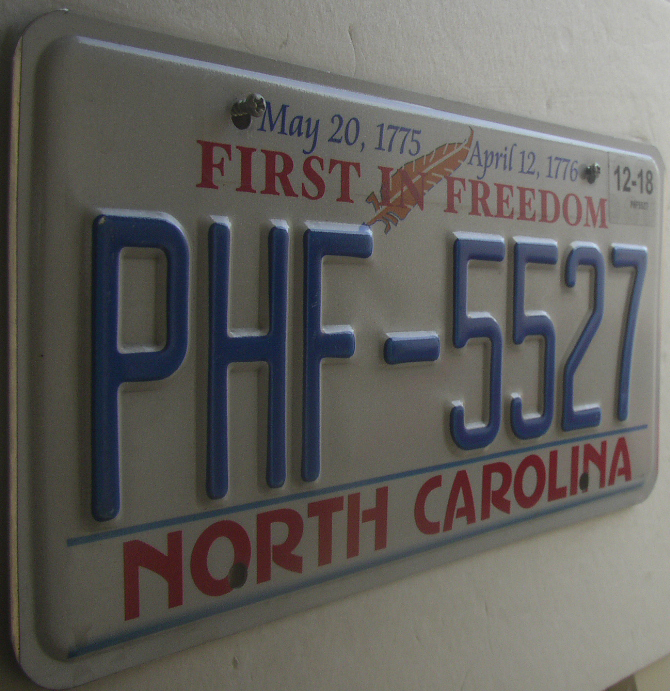 May 20, 1775 April 12, 1776
FIRST IN FREEDOM
12-18
PHF-5527
NORTH CAROLINA